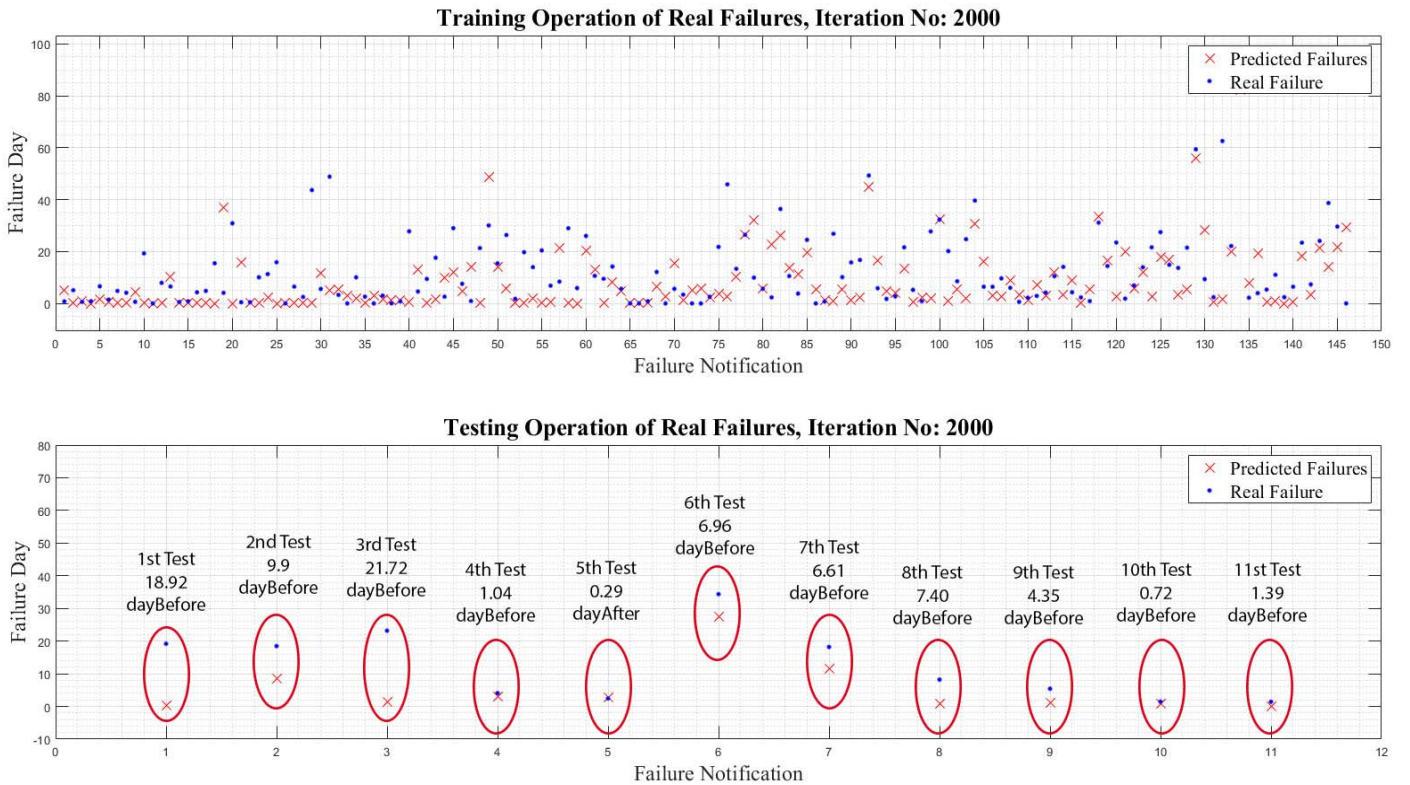 Training Operation of Real Failures, Iteration No: 2000
100
80
60
40
20
0
Failure Day
Predicted Failures
Real Failure
0 5 10 15 20 25 30 35 40 45 50 55 60 65 70 75 80 85 90 95 100 105 110 115 120 125 130 135 140 145 150
Failure Notification
Testing Operation of Real Failures, Iteration No: 2000
80
70
60
50
40
30
20
10
0
-10
Failure Day
Predicted Failures
Real Failure
1st Test
18.92
dayBefore
2nd Test
9.9
dayBefore
3rd Test
21.72
dayBefore
4th Test
1.04
dayBefore
5th Test
0.29
dayAfter
6th Test
6.96
dayBefore
7th Test
6.61
dayBefore
8th Test
7.40
dayBefore
9th Test
4.35
dayBefore
10th Test
0.72
dayBefore
11st Test
1.39
dayBefore
0 1 2 3 4 5 6 7 8 9 10 11 12
Failure Notification